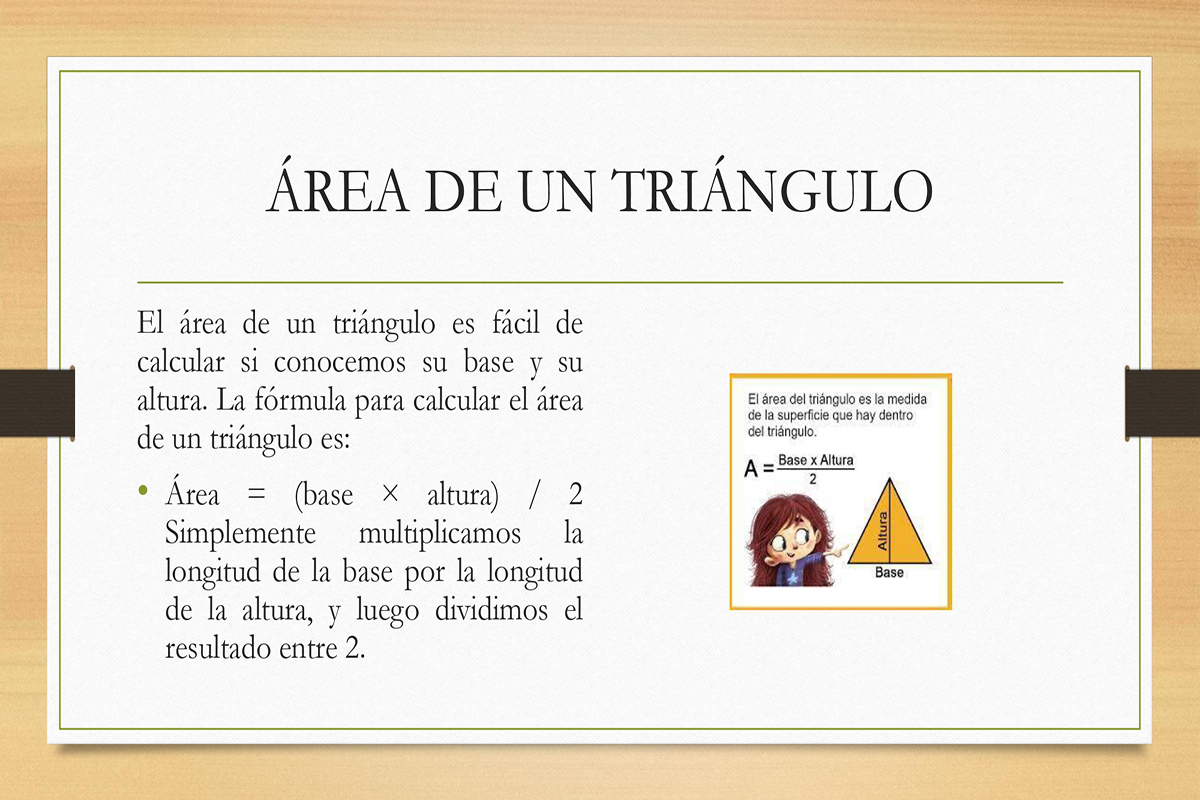 ÁREA DE UN TRIÁNGULO
El área de un triángulo es fácil de
calcular si conocemos su base y su
altura. La fórmula para calcular el área
de un triángulo es:
• Área = (base × altura) / 2
Simplemente multiplicamos la
longitud de la base por la longitud
de la altura, y luego dividimos el
resultado entre 2.
El área del triángulo es la medida
de la superficie que hay dentro
del triángulo.
A = Base x Altura
2
Altura
Base